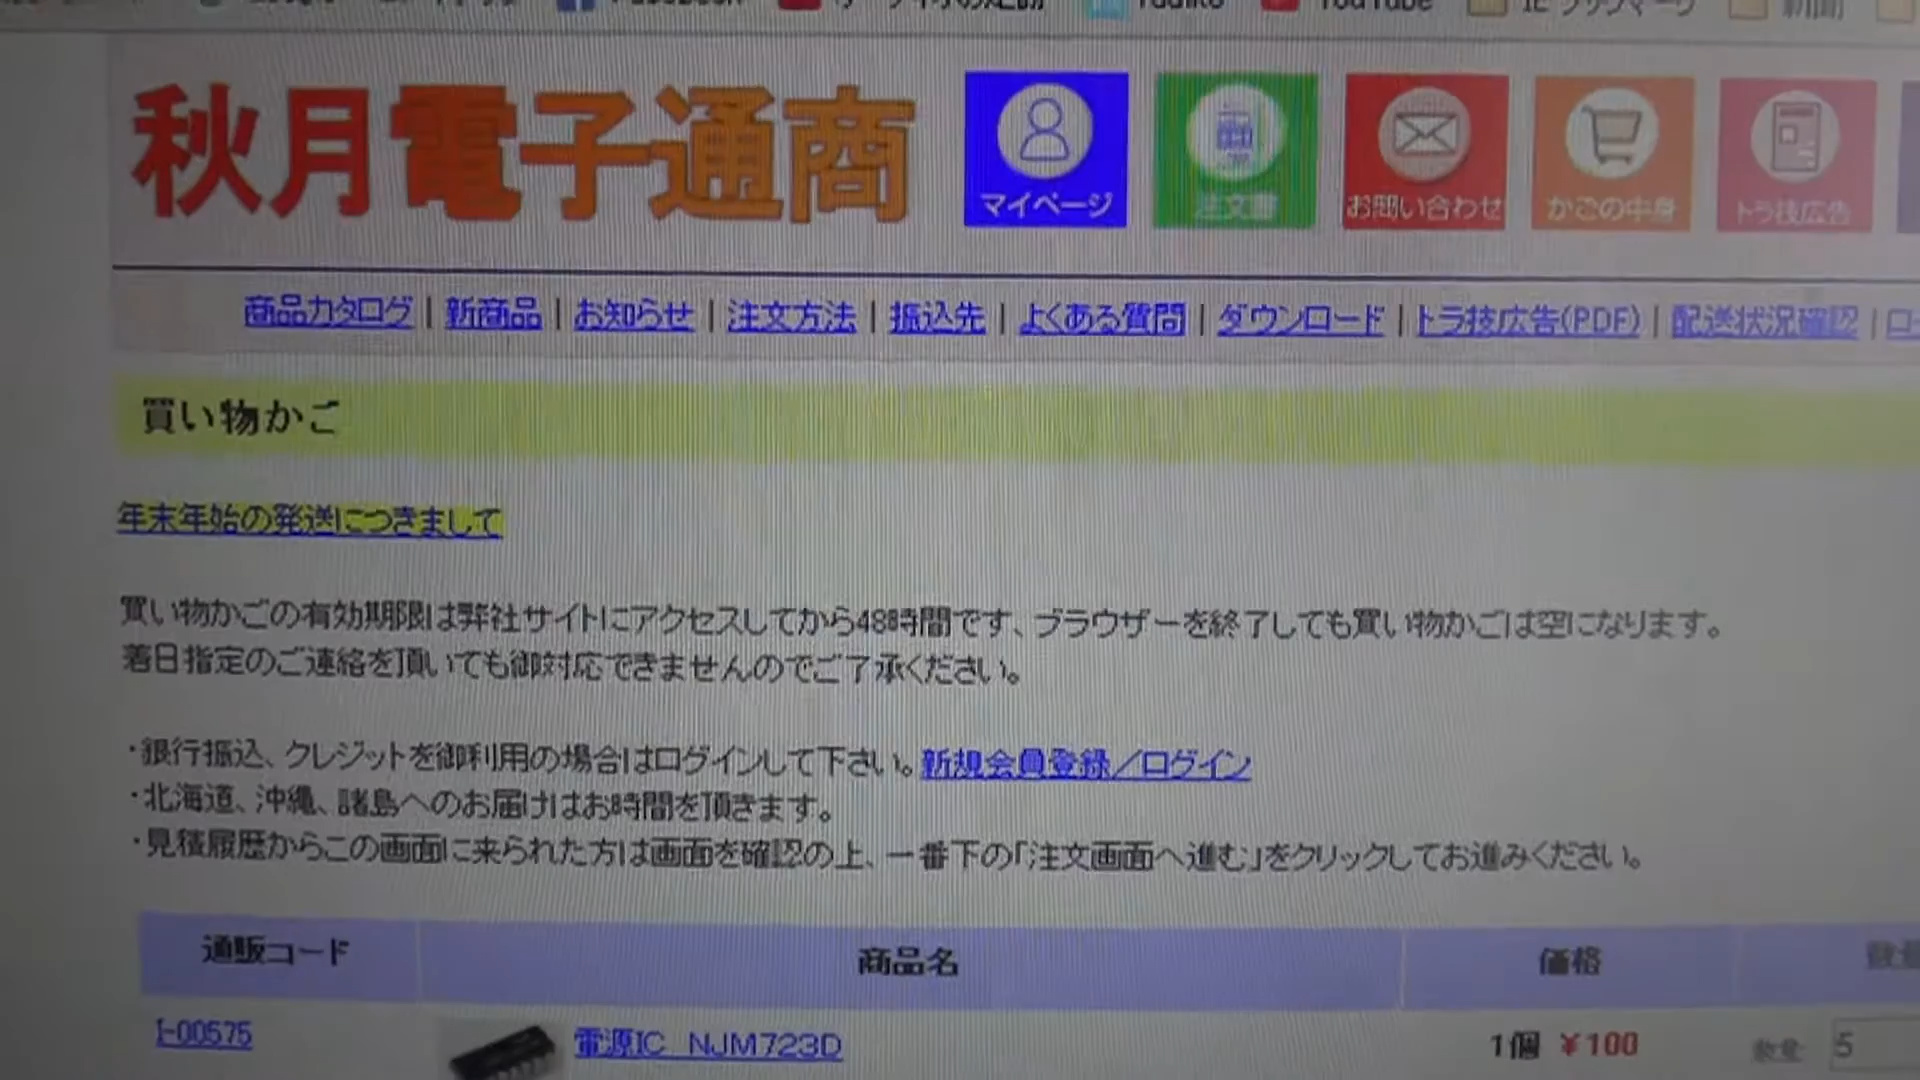 YouTube
秋月電子通商
マイページ
注文書
お問い合わせ
かごの中身
トラ技広告
商品カタログ | 新商品 | お知らせ | 注文方法 | 振込先 | よくある質問 | ダウンロード | トラ技広告(PDF) | 配送状況確認 |
買い物かご
年末年始の発送につきまして
買い物かごの有効期限は弊社サイトにアクセスしてから48時間です、ブラウザーを終了しても買い物かごは空になります。
着日指定のご連絡を頂いても御対応できませんのでご了承ください。
・銀行振込、クレジットを御利用の場合はログインして下さい。新規会員登録／ログイン
・北海道、沖縄、諸島へのお届けはお時間を頂きます。
・見積履歴からこの画面に来られた方は画面を確認の上、一番下の「注文画面へ進む」をクリックしてお進みください。
通販コード 商品名 価格 数量
I-00575 電源IC NJM723D 1個 ¥100 数量 5